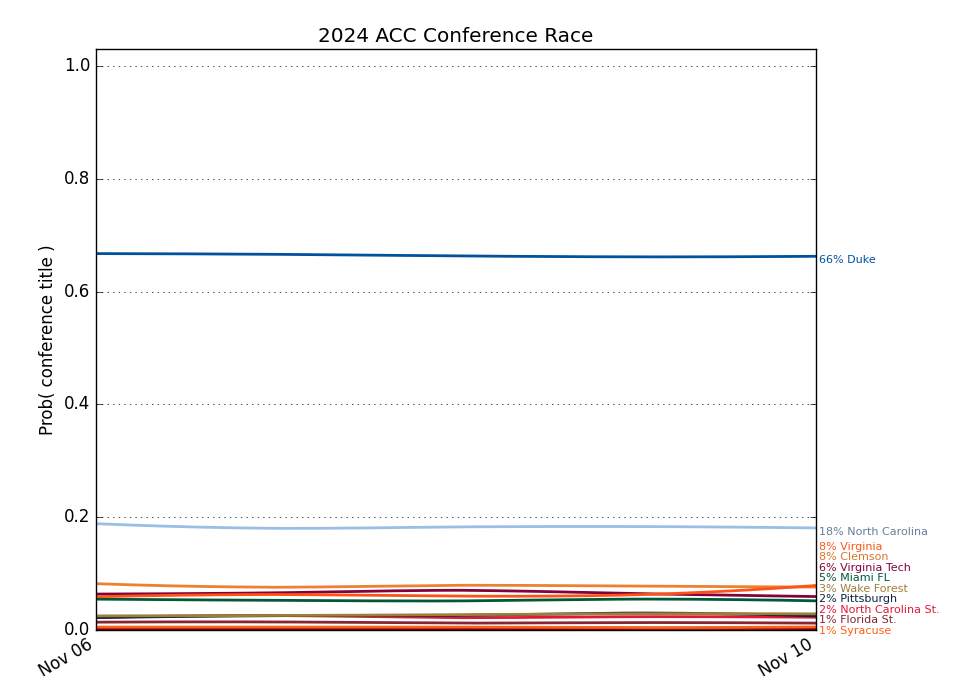 2024 ACC Conference Race
Prob( conference title )
1.0
0.8
0.6
0.4
0.2
0.0
Nov 06
Nov 10
66% Duke
18% North Carolina
8% Virginia
8% Clemson
6% Virginia Tech
5% Miami FL
3% Wake Forest
2% Pittsburgh
2% North Carolina St.
1% Florida St.
1% Syracuse